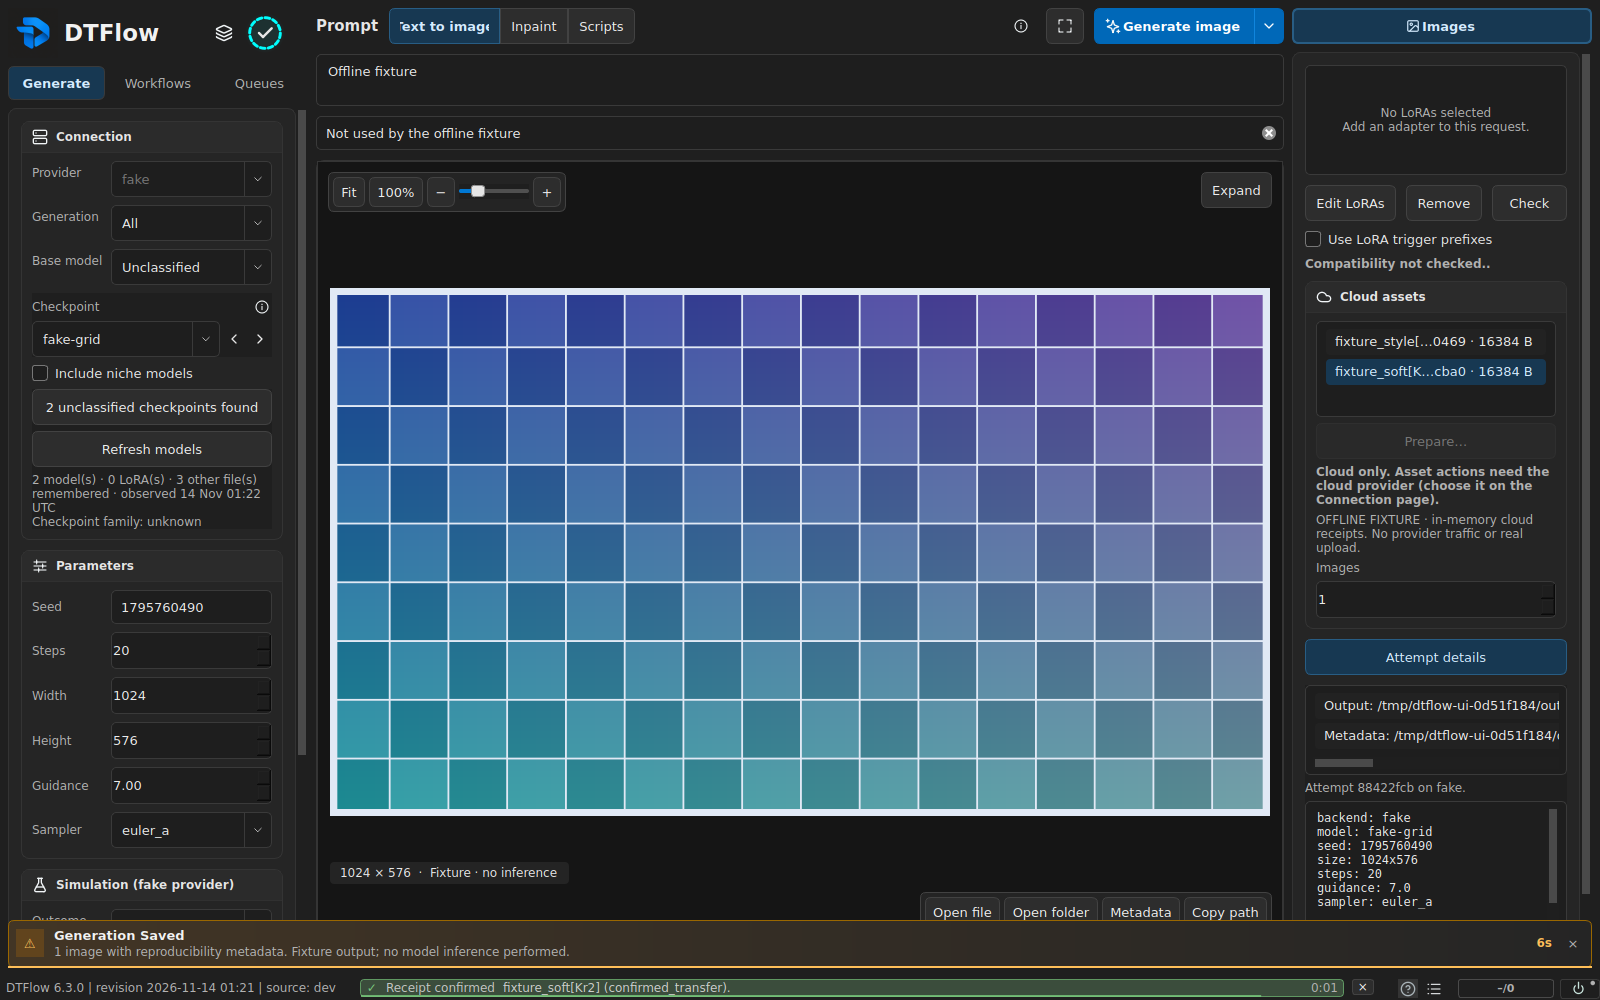 DTFlow
Generate
Workflows
Queues
Connection
Provider
fake
Generation
All
Base model
Unclassified
Checkpoint
fake-grid
Include niche models
2 unclassified checkpoints found
Refresh models
2 model(s) · 0 LoRA(s) · 3 other file(s)
remembered · observed 14 Nov 01:22
UTC
Checkpoint family: unknown
Parameters
Seed
1795760490
Steps
20
Width
1024
Height
576
Guidance
7.00
Sampler
euler_a
Simulation (fake provider)
Prompt
Text to image
Inpaint
Scripts
Generate image
Offline fixture
Not used by the offline fixture
Fit
100%
−
+
Expand
1024 × 576 · Fixture · no inference
Open file
Open folder
Metadata
Copy path
Images
No LoRAs selected
Add an adapter to this request.
Edit LoRAs
Remove
Check
Use LoRA trigger prefixes
Compatibility not checked..
Cloud assets
fixture_style[…0469 · 16384 B
fixture_soft[K…cba0 · 16384 B
Prepare…
Cloud only. Asset actions need the
cloud provider (choose it on the
Connection page).
OFFLINE FIXTURE · in-memory cloud
receipts. No provider traffic or real
upload.
Images
1
Attempt details
Output: /tmp/dtflow-ui-0d51f184/out
Metadata: /tmp/dtflow-ui-0d51f184/
Attempt 88422fcb on fake.
backend: fake
model: fake-grid
seed: 1795760490
size: 1024x576
steps: 20
guidance: 7.0
sampler: euler_a
Generation Saved
1 image with reproducibility metadata. Fixture output; no model inference performed.
6s
DTFlow 6.3.0 | revision 2026-11-14 01:21 | source: dev
✓ Receipt confirmed fixture_soft[Kr2] (confirmed_transfer).
0:01
–/0